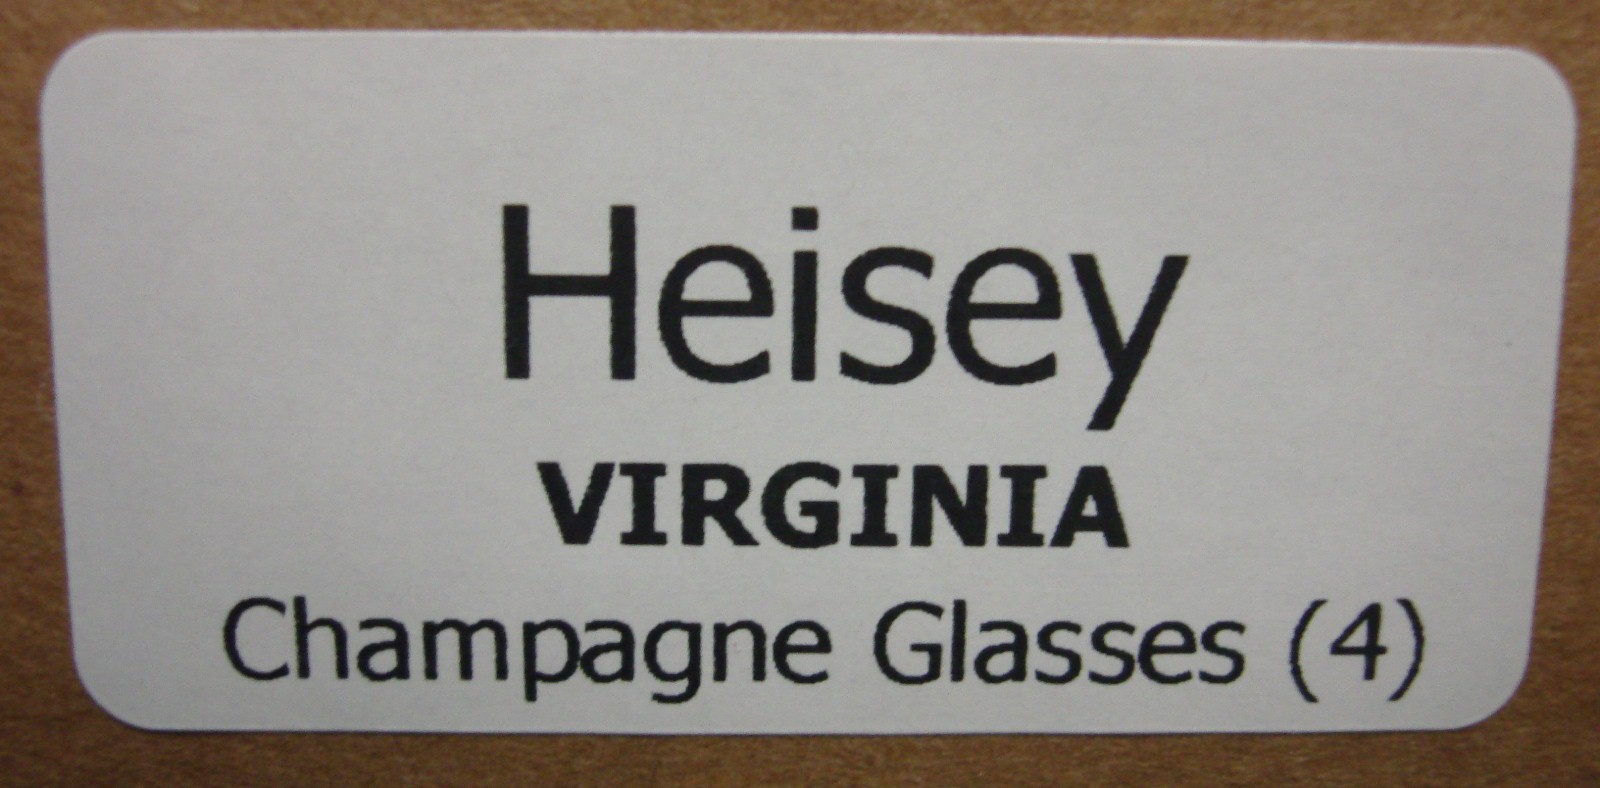 Heisey
VIRGINIA
Champagne Glasses (4)